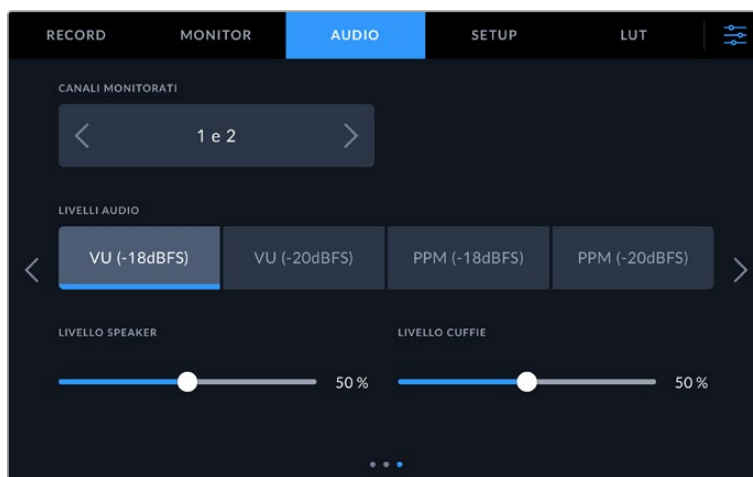 RECORD MONITOR AUDIO SETUP LUT
CANALI MONITORATI
1 e 2
LIVELLI AUDIO
VU (-18dBFS) VU (-20dBFS) PPM (-18dBFS) PPM (-20dBFS)
LIVELLO SPEAKER LIVELLO CUFFIE
50 % 50 %